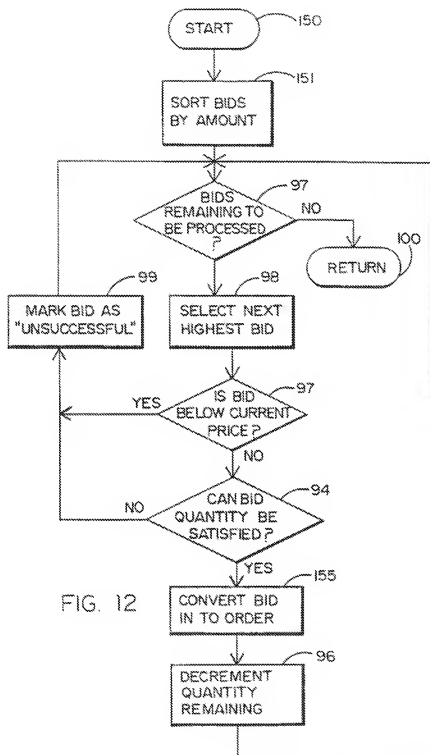 START
150
151
SORT BIDS
BY AMOUNT
97
BIDS
REMAINING TO
BE PROCESSED
?
NO
100
RETURN
99
MARK BID AS
"UNSUCCESSFUL"
98
SELECT NEXT
HIGHEST BID
97
IS BID
BELOW CURRENT
PRICE?
YES
NO
94
CAN BID
QUANTITY BE
SATISFIED?
NO
YES
155
CONVERT BID
IN TO ORDER
FIG. 12
96
DECREMENT
QUANTITY
REMAINING